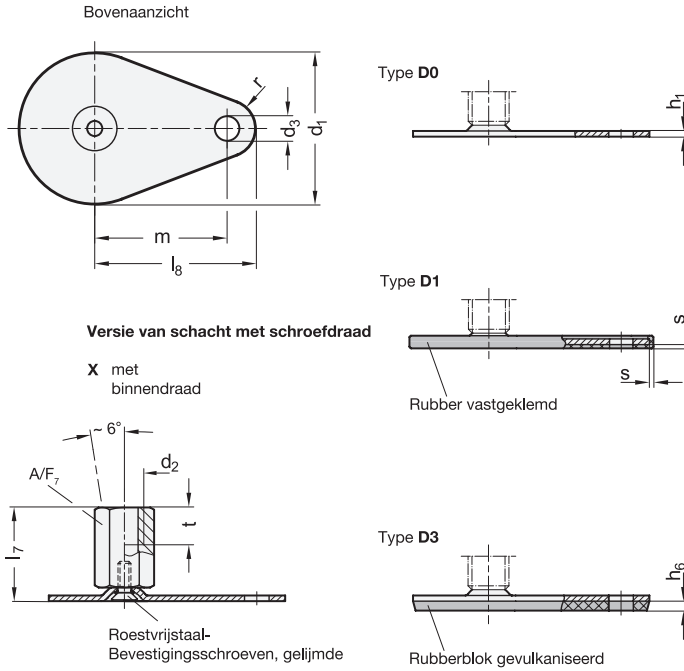 Bovenaanzicht
r
d3
d1
m
l8
Type D0
h1
Type D1
s
s
Rubber vastgeklemd
Versie van schacht met schroefdraad
X met
binnendraad
~ 6°
A/F7
d2
t
l7
Roestvrijstaal-
Bevestigingsschroeven, gelijmde
Type D3
h6
Rubberblok gevulkaniseerd